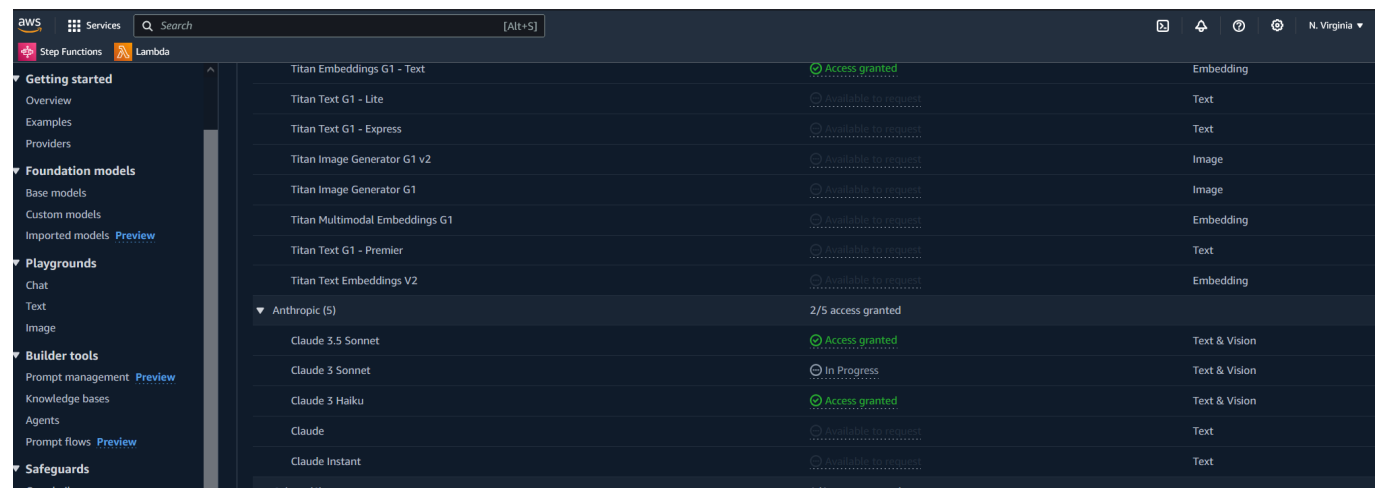 aws Services Search [Alt+S] N. Virginia
Step Functions Lambda
Getting started
Overview
Examples
Providers
Foundation models
Base models
Custom models
Imported models Preview
Playgrounds
Chat
Text
Image
Builder tools
Prompt management Preview
Knowledge bases
Agents
Prompt flows Preview
Safeguards
Titan Embeddings G1 - Text Access granted Embedding
Titan Text G1 - Lite Available to request Text
Titan Text G1 - Express Available to request Text
Titan Image Generator G1 v2 Available to request Image
Titan Image Generator G1 Available to request Image
Titan Multimodal Embeddings G1 Available to request Embedding
Titan Text G1 - Premier Available to request Text
Titan Text Embeddings V2 Available to request Embedding
Anthropic (5) 2/5 access granted
Claude 3.5 Sonnet Access granted Text & Vision
Claude 3 Sonnet In Progress Text & Vision
Claude 3 Haiku Access granted Text & Vision
Claude Available to request Text
Claude Instant Available to request Text